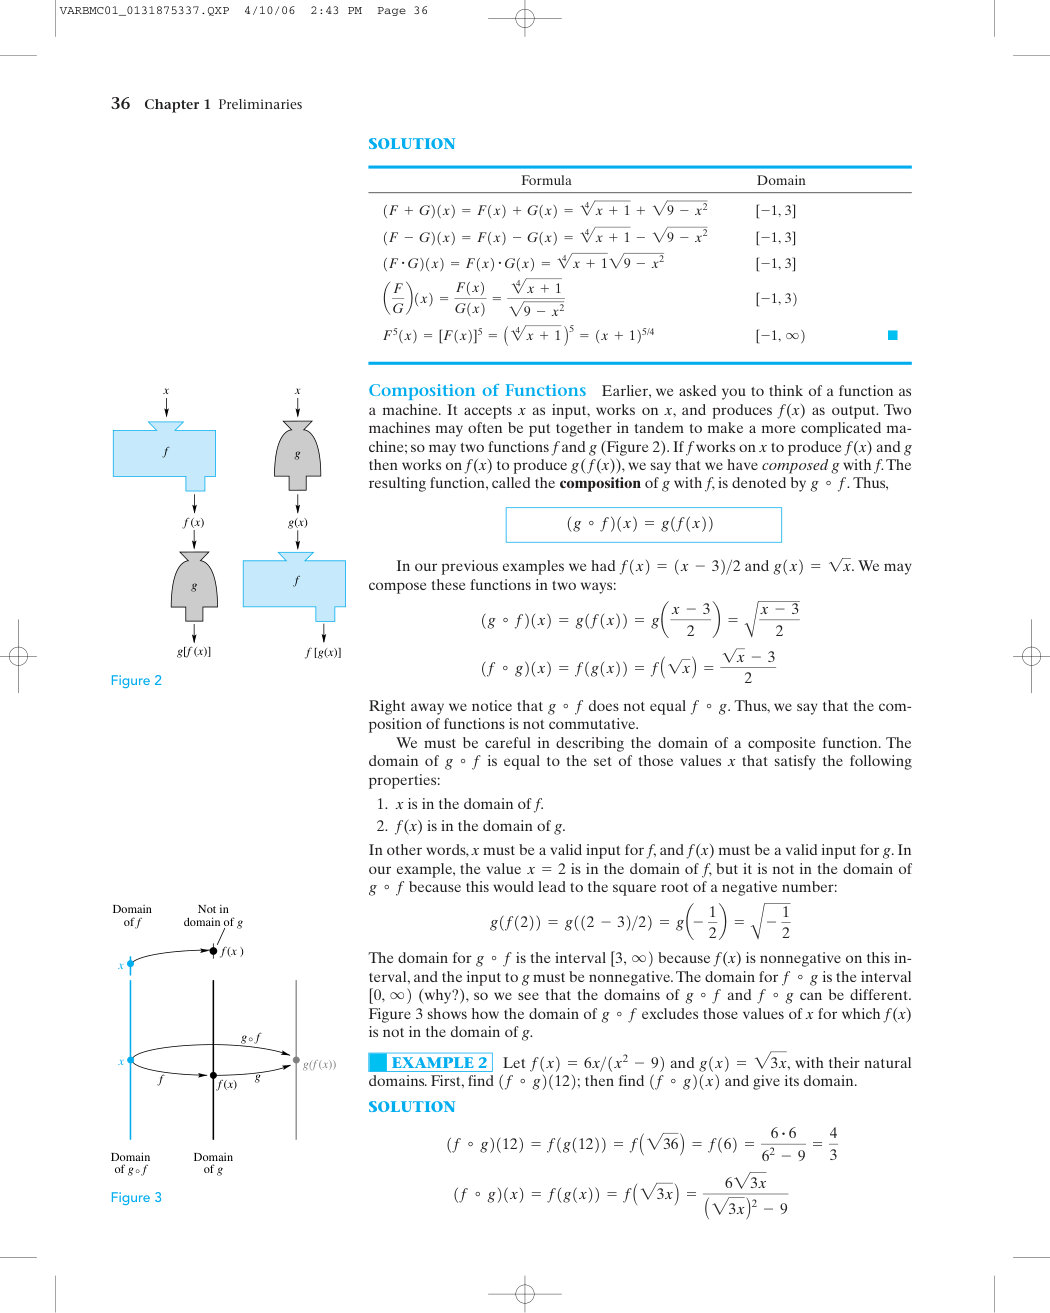 VARBMC01_0131875337.QXP 4/10/06 2:43 PM Page 36
36 Chapter 1 Preliminaries
SOLUTION
Formula Domain
(F + G)(x) = F(x) + G(x) = ∜(x + 1) + √(9 − x²) [−1, 3]
(F − G)(x) = F(x) − G(x) = ∜(x + 1) − √(9 − x²) [−1, 3]
(F · G)(x) = F(x) · G(x) = ∜(x + 1) √(9 − x²) [−1, 3]
(F/G)(x) = F(x)/G(x) = ∜(x + 1)/√(9 − x²) [−1, 3)
F⁵(x) = [F(x)]⁵ = (∜(x + 1))⁵ = (x + 1)^(5/4) [−1, ∞)
Composition of Functions Earlier, we asked you to think of a function as
a machine. It accepts x as input, works on x, and produces f(x) as output. Two
machines may often be put together in tandem to make a more complicated ma-
chine; so may two functions f and g (Figure 2). If f works on x to produce f(x) and g
then works on f(x) to produce g(f(x)), we say that we have composed g with f. The
resulting function, called the composition of g with f, is denoted by g ∘ f. Thus,
(g ∘ f)(x) = g(f(x))
In our previous examples we had f(x) = (x − 3)/2 and g(x) = √x. We may
compose these functions in two ways:
(g ∘ f)(x) = g(f(x)) = g((x − 3)/2) = √((x − 3)/2)
(f ∘ g)(x) = f(g(x)) = f(√x) = (√x − 3)/2
Right away we notice that g ∘ f does not equal f ∘ g. Thus, we say that the com-
position of functions is not commutative.
We must be careful in describing the domain of a composite function. The
domain of g ∘ f is equal to the set of those values x that satisfy the following
properties:
1. x is in the domain of f.
2. f(x) is in the domain of g.
In other words, x must be a valid input for f, and f(x) must be a valid input for g. In
our example, the value x = 2 is in the domain of f, but it is not in the domain of
g ∘ f because this would lead to the square root of a negative number:
g(f(2)) = g((2 − 3)/2) = g(−1/2) = √(−1/2)
The domain for g ∘ f is the interval [3, ∞) because f(x) is nonnegative on this in-
terval, and the input to g must be nonnegative. The domain for f ∘ g is the interval
[0, ∞) (why?), so we see that the domains of g ∘ f and f ∘ g can be different.
Figure 3 shows how the domain of g ∘ f excludes those values of x for which f(x)
is not in the domain of g.
EXAMPLE 2 Let f(x) = 6x/(x² − 9) and g(x) = √(3x), with their natural
domains. First, find (f ∘ g)(12); then find (f ∘ g)(x) and give its domain.
SOLUTION
(f ∘ g)(12) = f(g(12)) = f(√36) = f(6) = (6 · 6)/(6² − 9) = 4/3
(f ∘ g)(x) = f(g(x)) = f(√(3x)) = 6√(3x)/((√(3x))² − 9)
x x
f g
f(x) g(x)
g f
g[f(x)] f[g(x)]
Figure 2
Domain Not in
of f domain of g
f(x)
x
g∘f
x g(f(x))
f f(x) g
Domain Domain
of g∘f of g
Figure 3